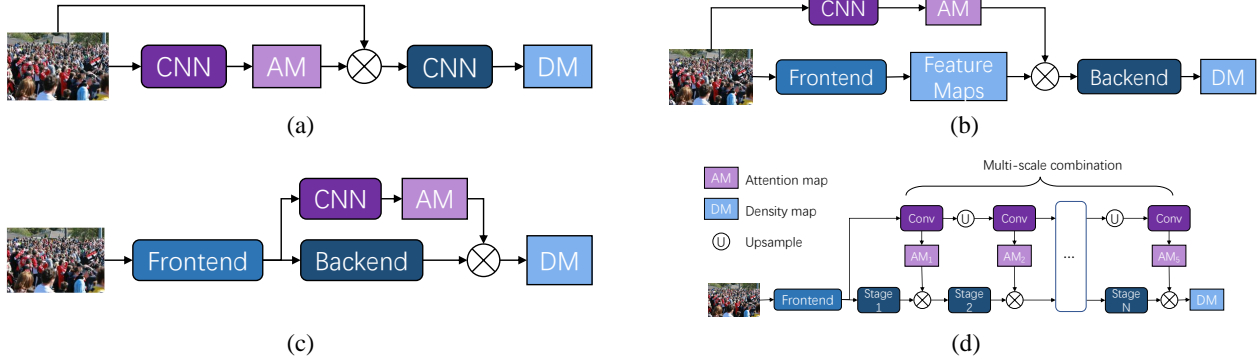 CNN
AM
CNN
DM
(a)
CNN
AM
Frontend
Feature
Maps
Backend
DM
(b)
CNN
AM
Frontend
Backend
DM
(c)
Multi-scale combination
AM Attention map
DM Density map
U Upsample
Conv U Conv U Conv
AM1 AM2 ... AM5
Frontend
Stage
1
Stage
2
Stage
N
DM
(d)